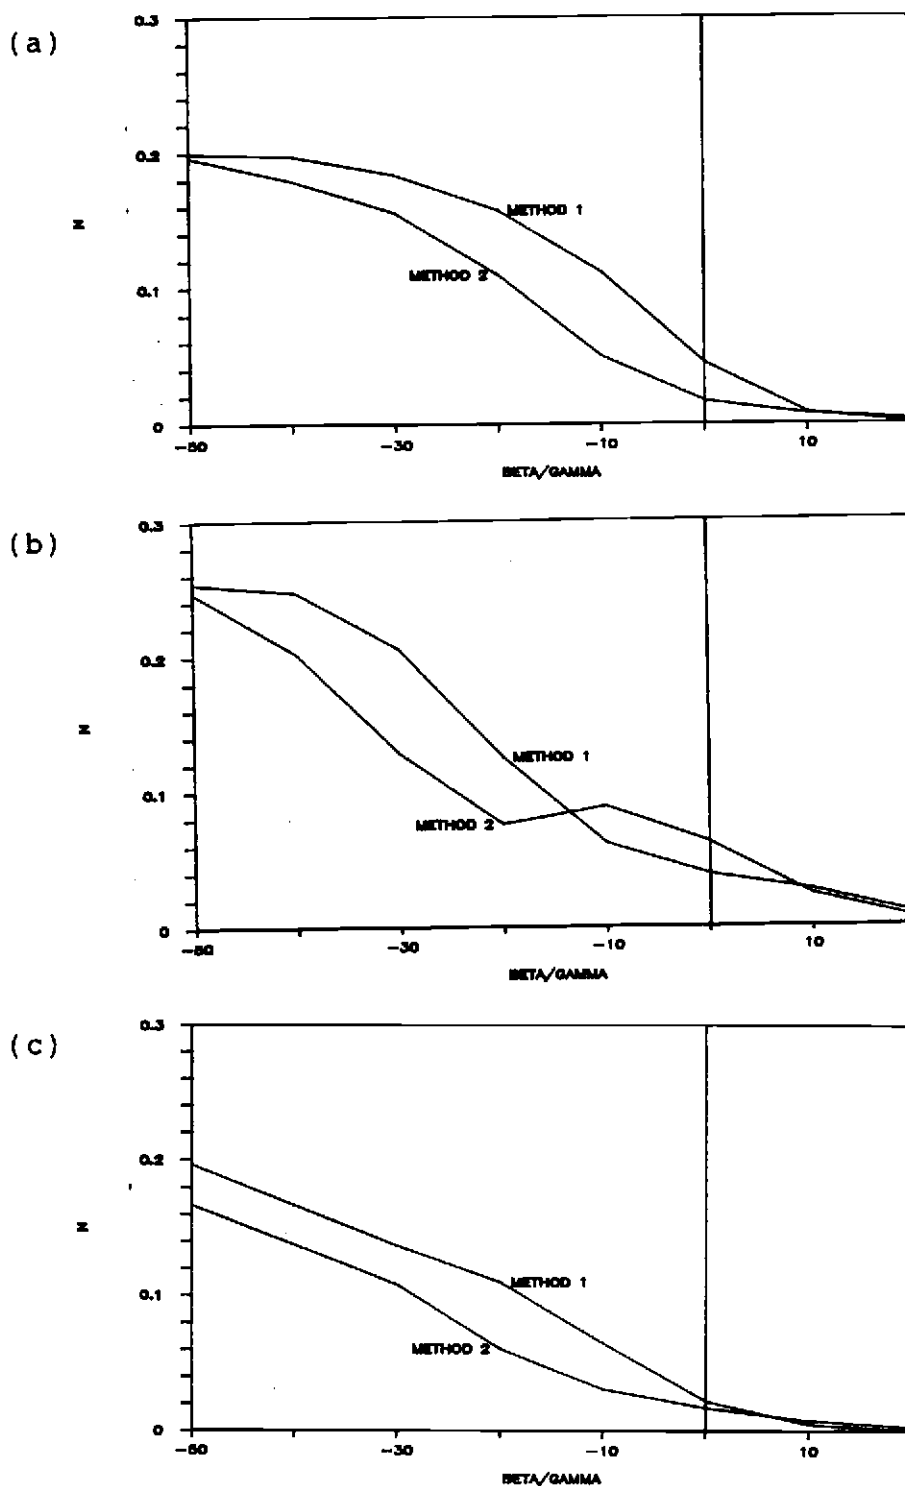 (a)
0.3
0.2
0.1
0
N
METHOD 1
METHOD 2
-50
-30
-10
10
BETA/GAMMA
(b)
0.3
0.2
0.1
0
N
METHOD 1
METHOD 2
-50
-30
-10
10
BETA/GAMMA
(c)
0.3
0.2
0.1
0
N
METHOD 1
METHOD 2
-50
-30
-10
10
BETA/GAMMA